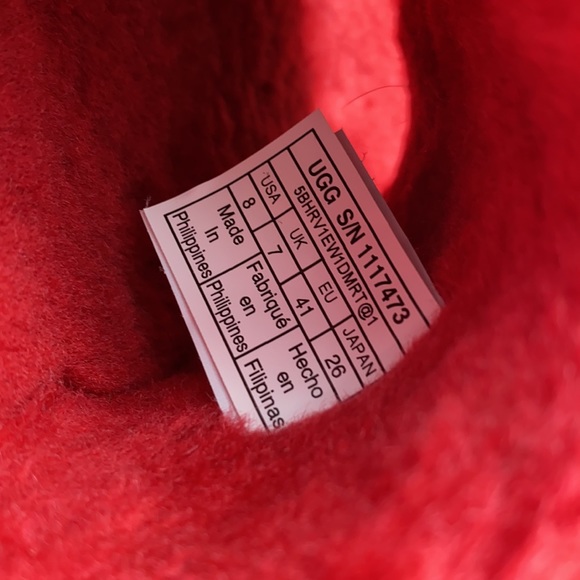 UGG S/N 1117473
5BHRV1EW1DMRT@1
USA UK EU JAPAN
8 7 41 26
Made In Philippines
Fabriqué en Philippines
Hecho en Filipinas